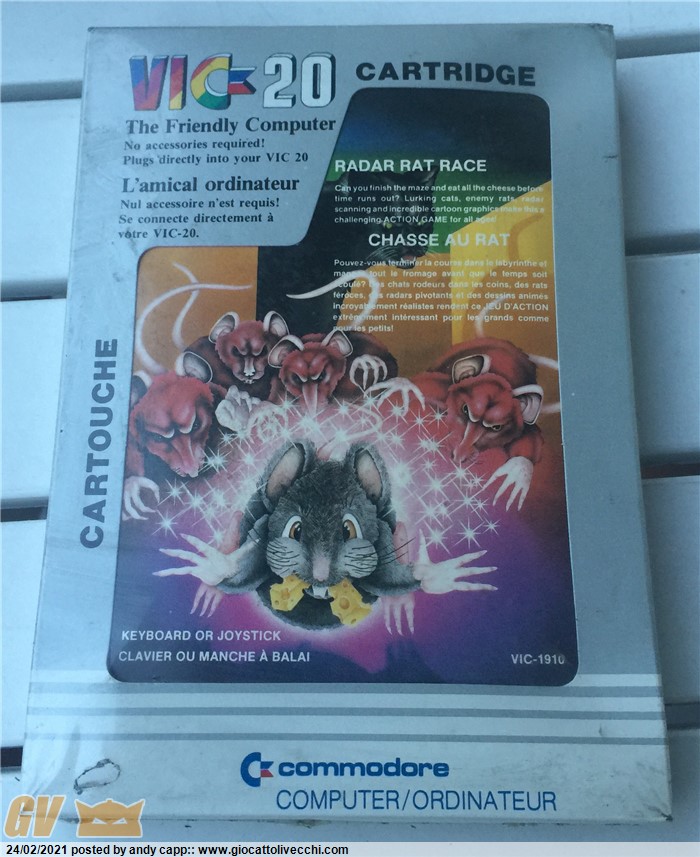 VIC-20 CARTRIDGE
The Friendly Computer
No accessories required!
Plugs directly into your VIC 20
L'amical ordinateur
Nul accessoire n'est requis!
Se connecte directement à
vôtre VIC-20.
RADAR RAT RACE
Can you finish the maze and eat all the cheese before
time runs out? Lurking cats, enemy rats, radar
scanning and incredible cartoon graphics make this a
challenging ACTION GAME for all ages!
CHASSE AU RAT
Pouvez-vous terminer la course dans le labyrinthe et
manger tout le fromage avant que le temps soit
écoulé? Des chats rodeurs dans les coins, des rats
féroces, des radars pivotants et des dessins animés
incroyablement réalistes rendent ce JEU D'ACTION
extrêmement intéressant pour les grands comme
pour les petits!
CARTOUCHE
KEYBOARD OR JOYSTICK
CLAVIER OU MANCHE À BALAI
VIC-1910
commodore
COMPUTER/ORDINATEUR
GV
24/02/2021 posted by andy capp:: www.giocattolivecchi.com